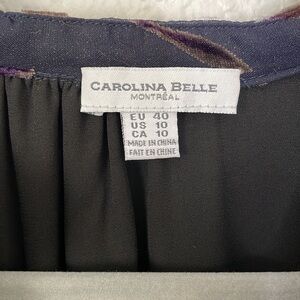 CAROLINA BELLE
MONTRÉAL
EU 40
US 10
CA 10
MADE IN CHINA
FAIT EN CHINE